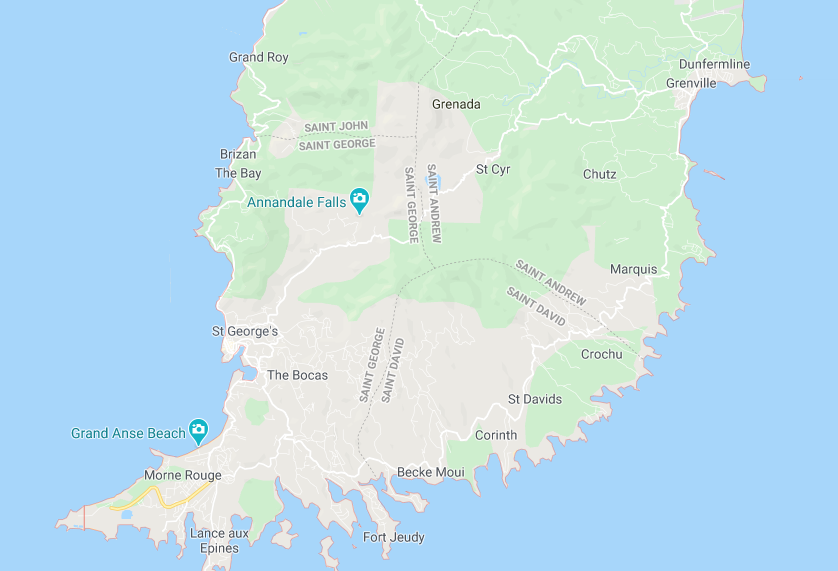 Grand Roy
Dunfermline
Grenville
Grenada
SAINT JOHN
SAINT GEORGE
Brizan
The Bay
St Cyr
Chutz
Annandale Falls
SAINT GEORGE
SAINT ANDREW
Marquis
SAINT ANDREW
SAINT DAVID
St George's
Crochu
The Bocas
SAINT GEORGE
SAINT DAVID
St Davids
Grand Anse Beach
Corinth
Morne Rouge
Becke Moui
Lance aux
Epines
Fort Jeudy